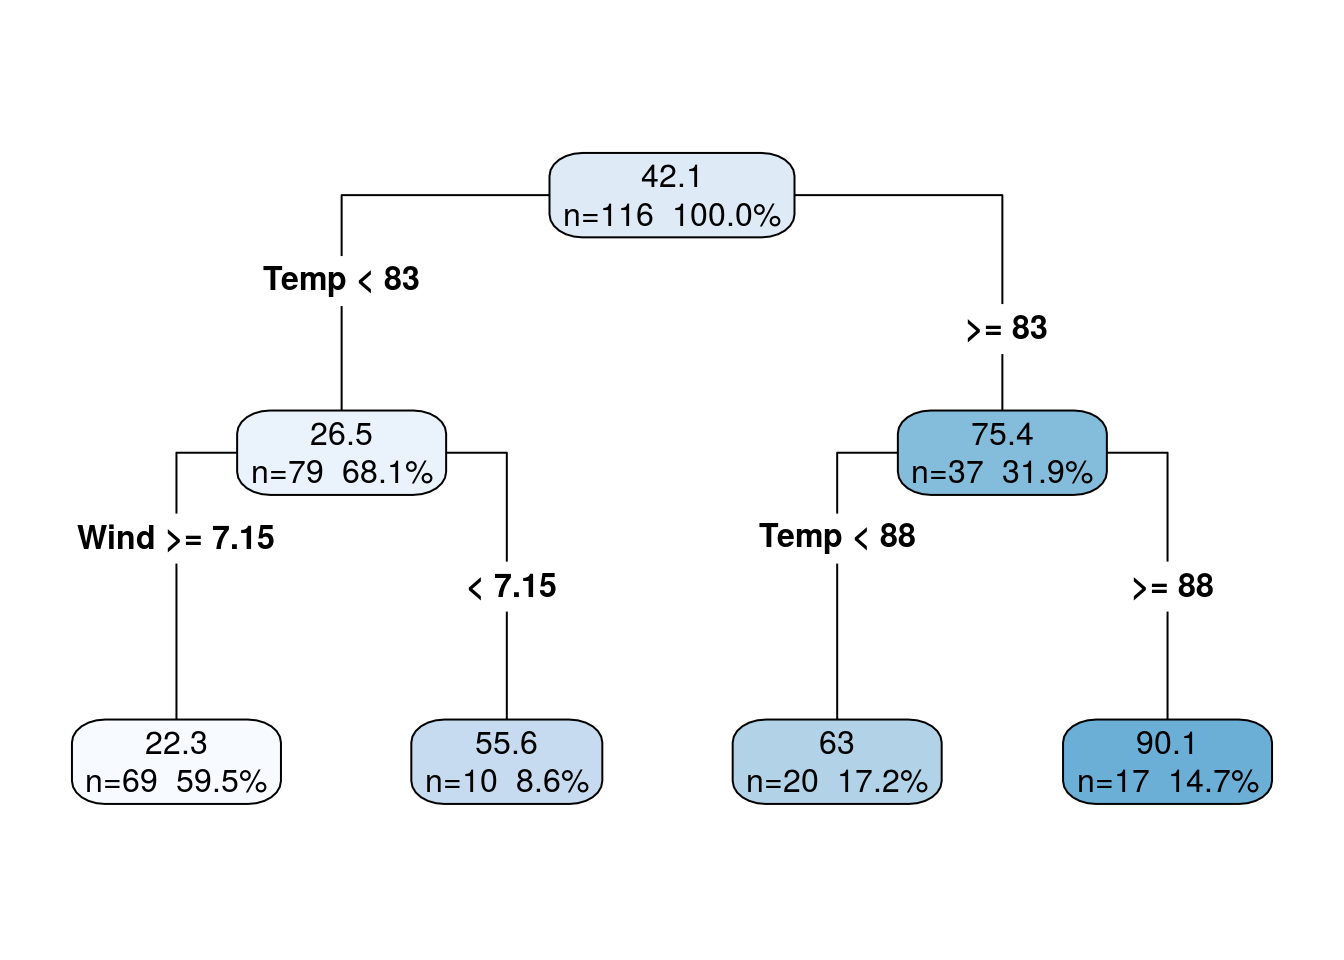 42.1
n=116  100.0%
Temp < 83
>= 83
26.5
n=79  68.1%
75.4
n=37  31.9%
Wind >= 7.15
< 7.15
Temp < 88
>= 88
22.3
n=69  59.5%
55.6
n=10  8.6%
63
n=20  17.2%
90.1
n=17  14.7%